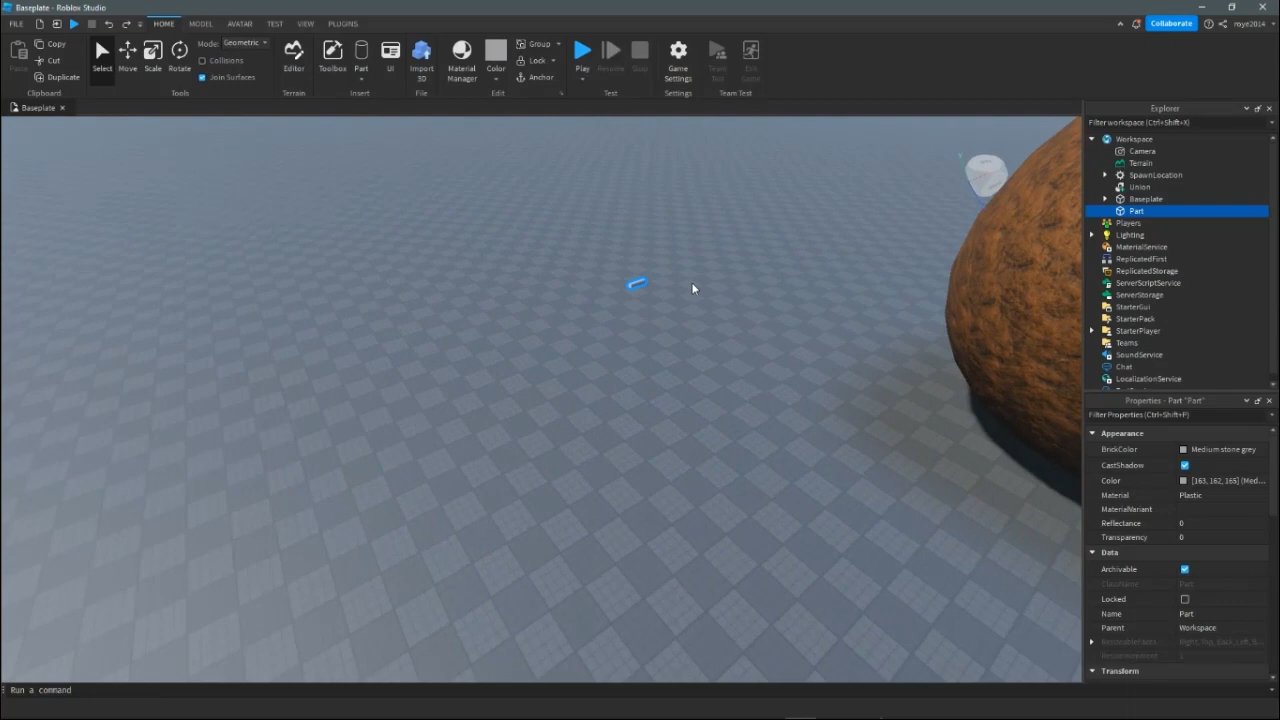 Baseplate - Roblox Studio
FILE HOME MODEL AVATAR TEST VIEW PLUGINS Collaborate roye2014
Copy
Cut
Duplicate
Clipboard
Select Move Scale Rotate
Mode: Geometric
Collisions
Join Surfaces
Tools
Editor
Terrain
Toolbox Part UI
Insert
Import 3D
File
Material Manager Color
Group
Lock
Anchor
Edit
Play Resume Stop
Test
Game Settings
Settings
Team Test
Team Test
Baseplate
Explorer
Filter workspace (Ctrl+Shift+X)
Workspace
Camera
Terrain
SpawnLocation
Union
Baseplate
Part
Players
Lighting
MaterialService
ReplicatedFirst
ReplicatedStorage
ServerScriptService
ServerStorage
StarterGui
StarterPack
StarterPlayer
Teams
SoundService
Chat
LocalizationService
Properties - Part "Part"
Filter Properties (Ctrl+Shift+P)
Appearance
BrickColor Medium stone grey
CastShadow
Color [163, 162, 165] (Med...
Material Plastic
MaterialVariant
Reflectance 0
Transparency 0
Data
Archivable
ClassName Part
Locked
Name Part
Parent Workspace
Transform
Run a command